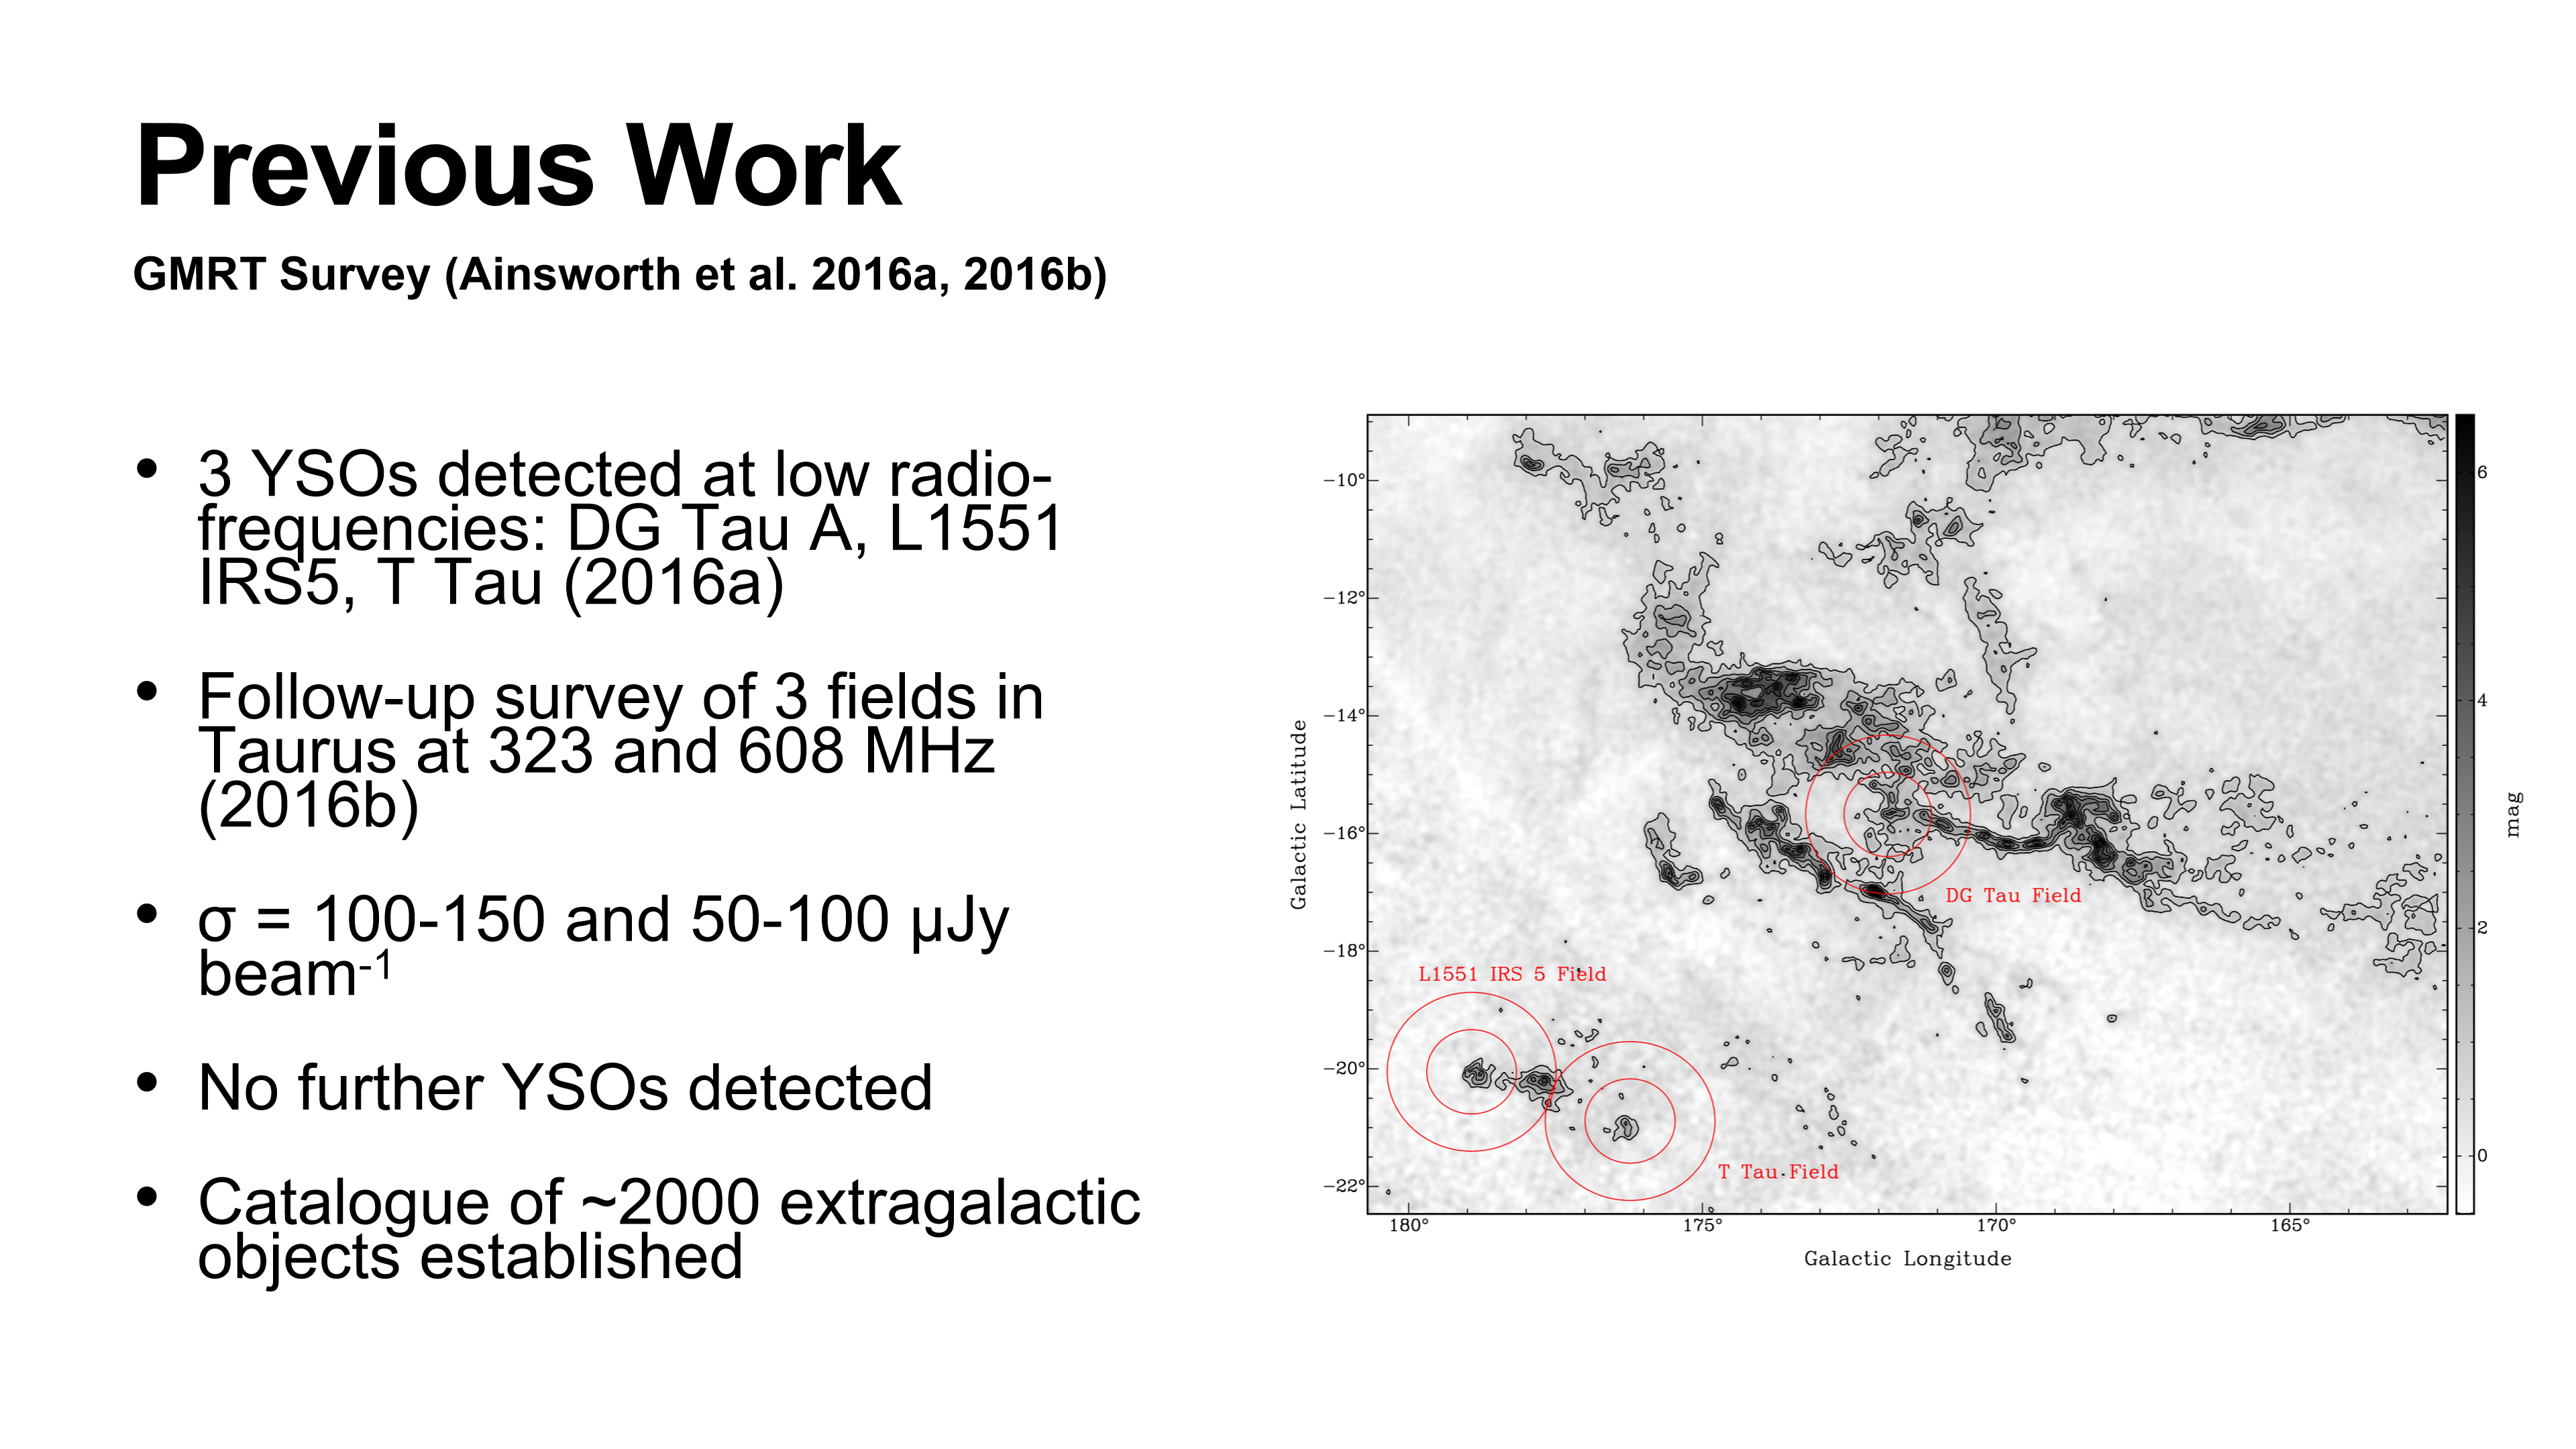 Previous Work
GMRT Survey (Ainsworth et al. 2016a, 2016b)
• 3 YSOs detected at low radio-
frequencies: DG Tau A, L1551
IRS5, T Tau (2016a)
• Follow-up survey of 3 fields in
Taurus at 323 and 608 MHz
(2016b)
• σ = 100-150 and 50-100 µJy
beam⁻¹
• No further YSOs detected
• Catalogue of ~2000 extragalactic
objects established
Galactic Latitude
−10°
−12°
−14°
−16°
−18°
−20°
−22°
DG Tau Field
L1551 IRS 5 Field
T Tau Field
180° 175° 170° 165°
Galactic Longitude
6
4
2
0
mag